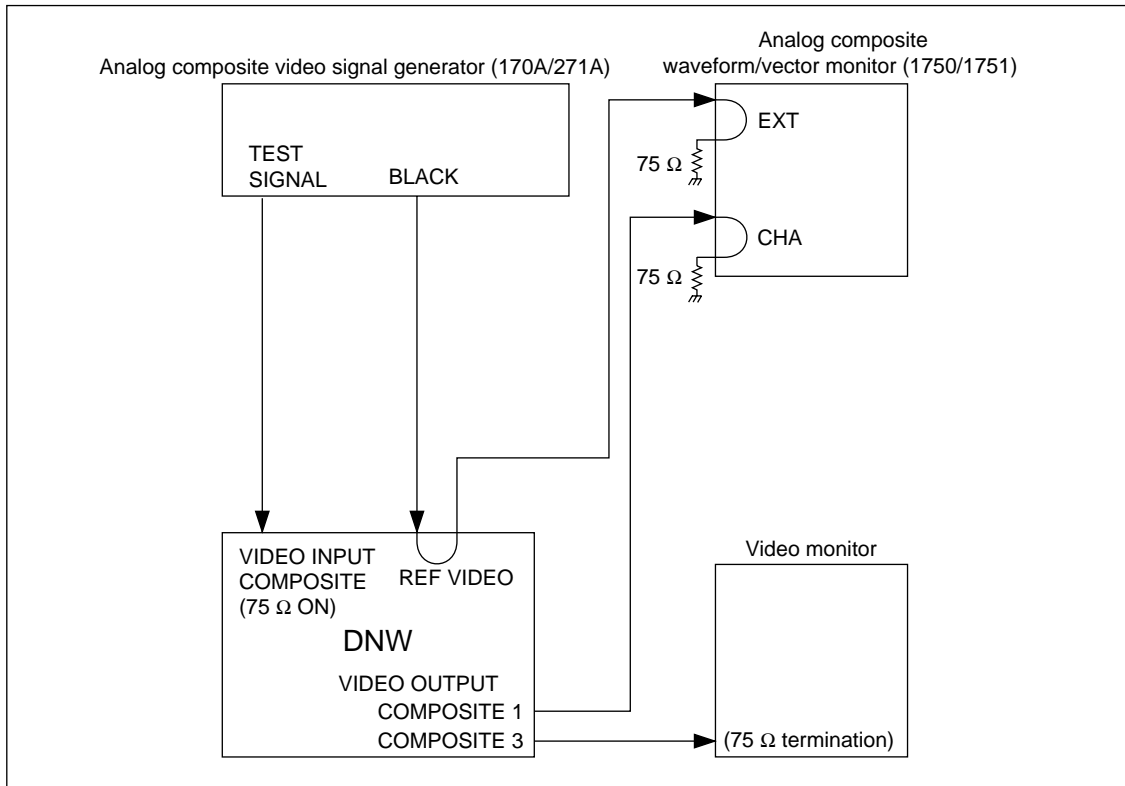 Analog composite video signal generator (170A/271A)
TEST
SIGNAL
BLACK
Analog composite
waveform/vector monitor (1750/1751)
EXT
75 Ω
CHA
75 Ω
VIDEO INPUT
COMPOSITE
(75 Ω ON)
REF VIDEO
DNW
VIDEO OUTPUT
COMPOSITE 1
COMPOSITE 3
Video monitor
(75 Ω termination)